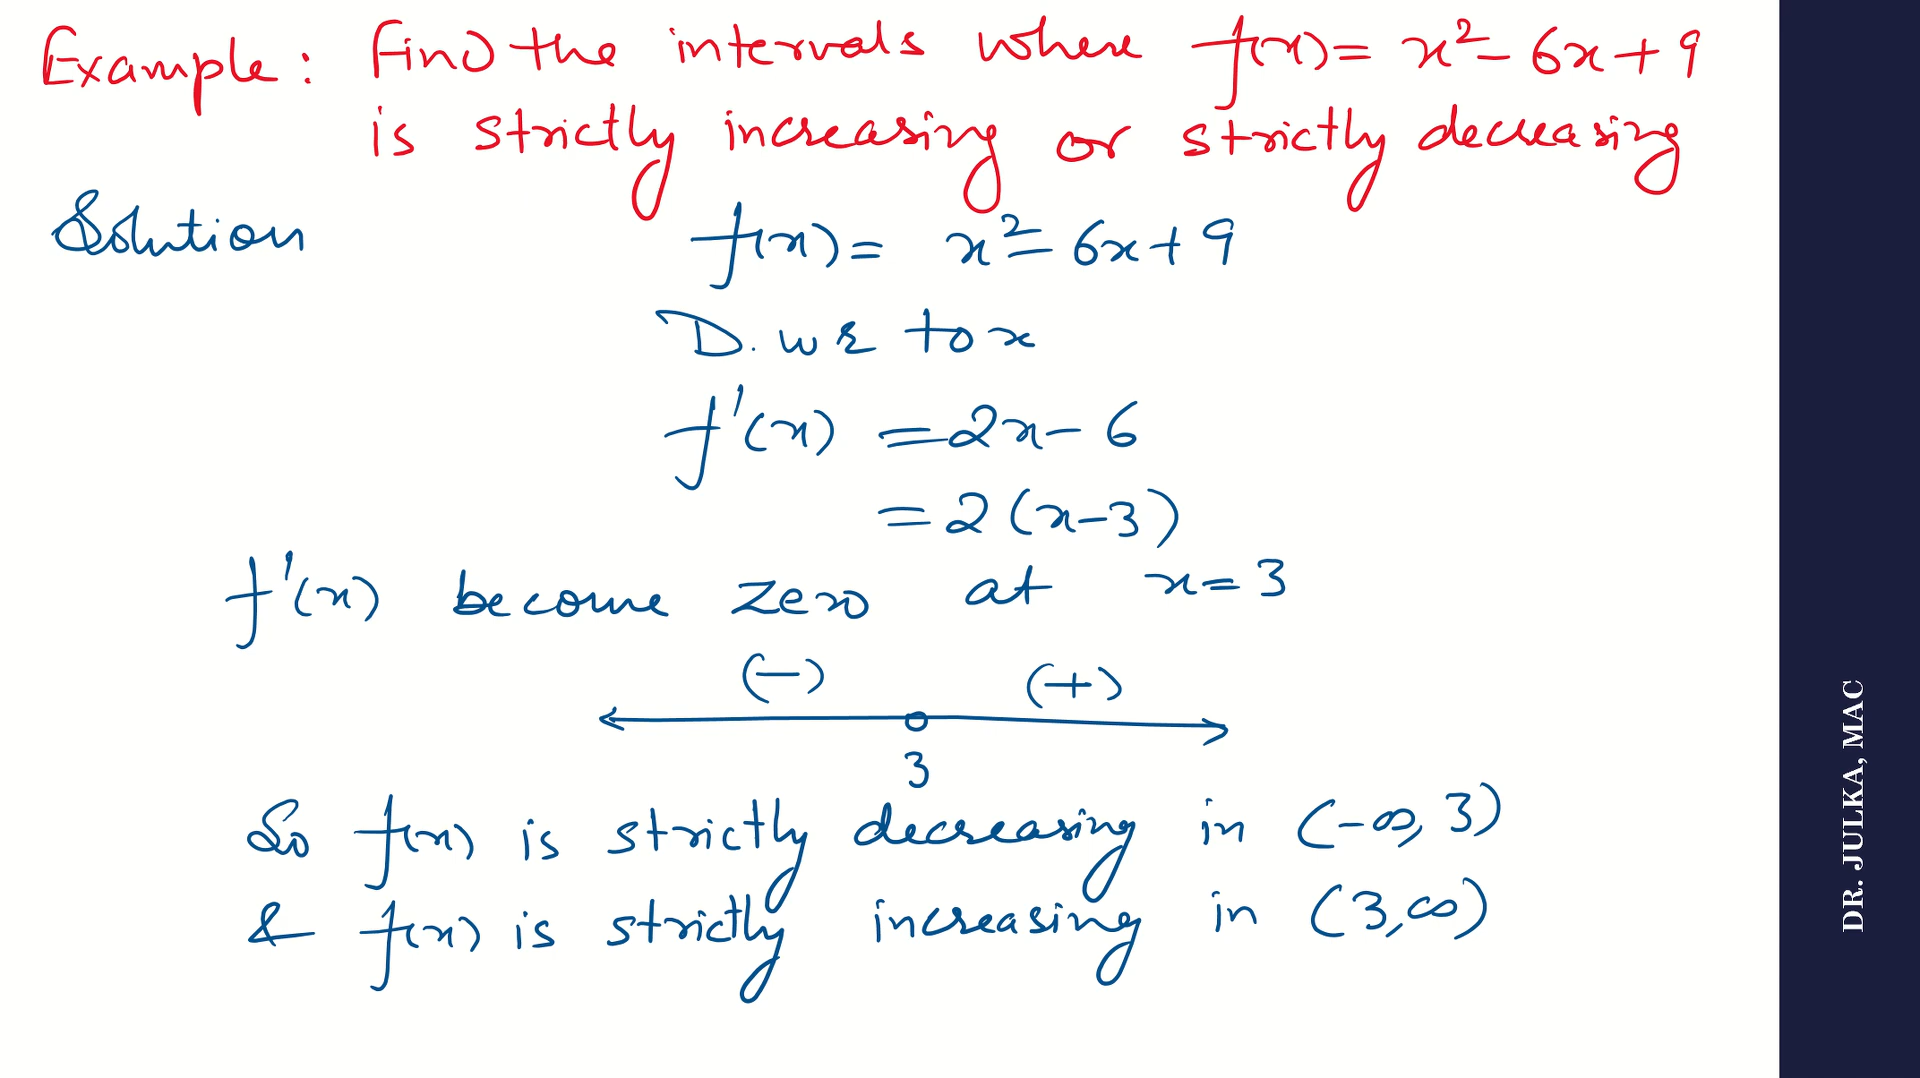 Example: Find the intervals where f(x) = x² - 6x + 9
is strictly increasing or strictly decreasing
Solution f(x) = x² - 6x + 9
D. w r to x
f'(x) = 2x - 6
= 2 (x-3)
f'(x) become zero at x = 3
(-) (+)
3
So f(x) is strictly decreasing in (-∞, 3)
& f(x) is strictly increasing in (3, ∞)
DR. JULKA, MAC